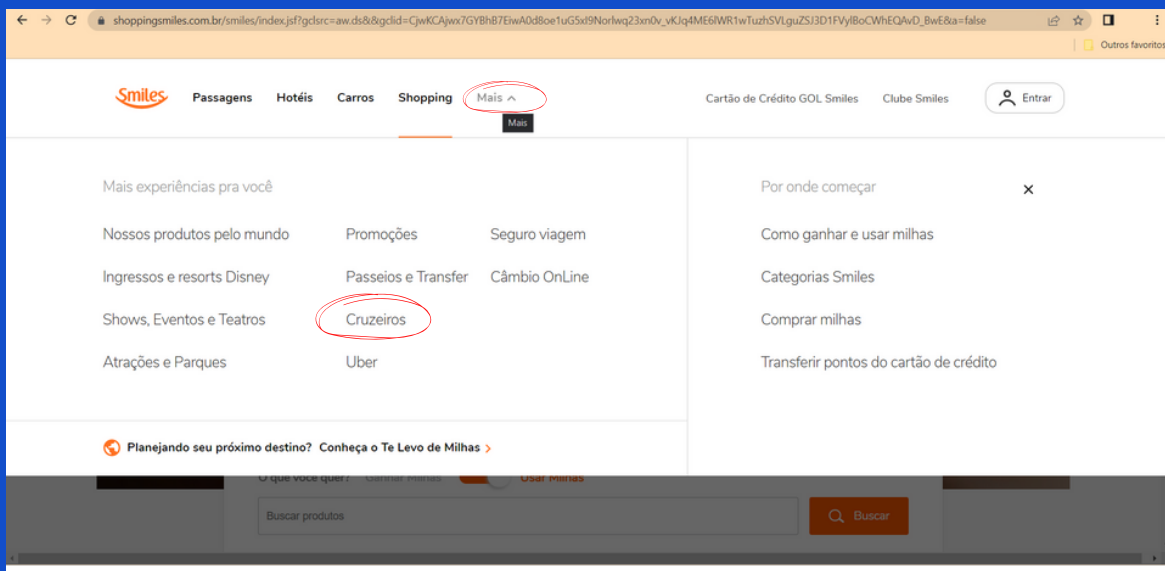 shoppingsmiles.com.br/smiles/index.jsf?gclsrc=aw.ds&&gclid=CjwKCAjwx7GYBhB7EiwA0d8oe1uG5xI9Norlwq23xn0v_vKJq4ME6lWR1wTuzhSVLguZSJ3D1FVylBoCWhEQAvD_BwE&a=false
Outros favoritos
Smiles Passagens Hotéis Carros Shopping Mais Cartão de Crédito GOL Smiles Clube Smiles Entrar
Mais
Mais experiências pra você
Nossos produtos pelo mundo Promoções Seguro viagem
Ingressos e resorts Disney Passeios e Transfer Câmbio OnLine
Shows, Eventos e Teatros Cruzeiros
Atrações e Parques Uber
Por onde começar
Como ganhar e usar milhas
Categorias Smiles
Comprar milhas
Transferir pontos do cartão de crédito
Planejando seu próximo destino? Conheça o Te Levo de Milhas
O que você quer? Ganhar Milhas Usar Milhas
Buscar produtos Buscar